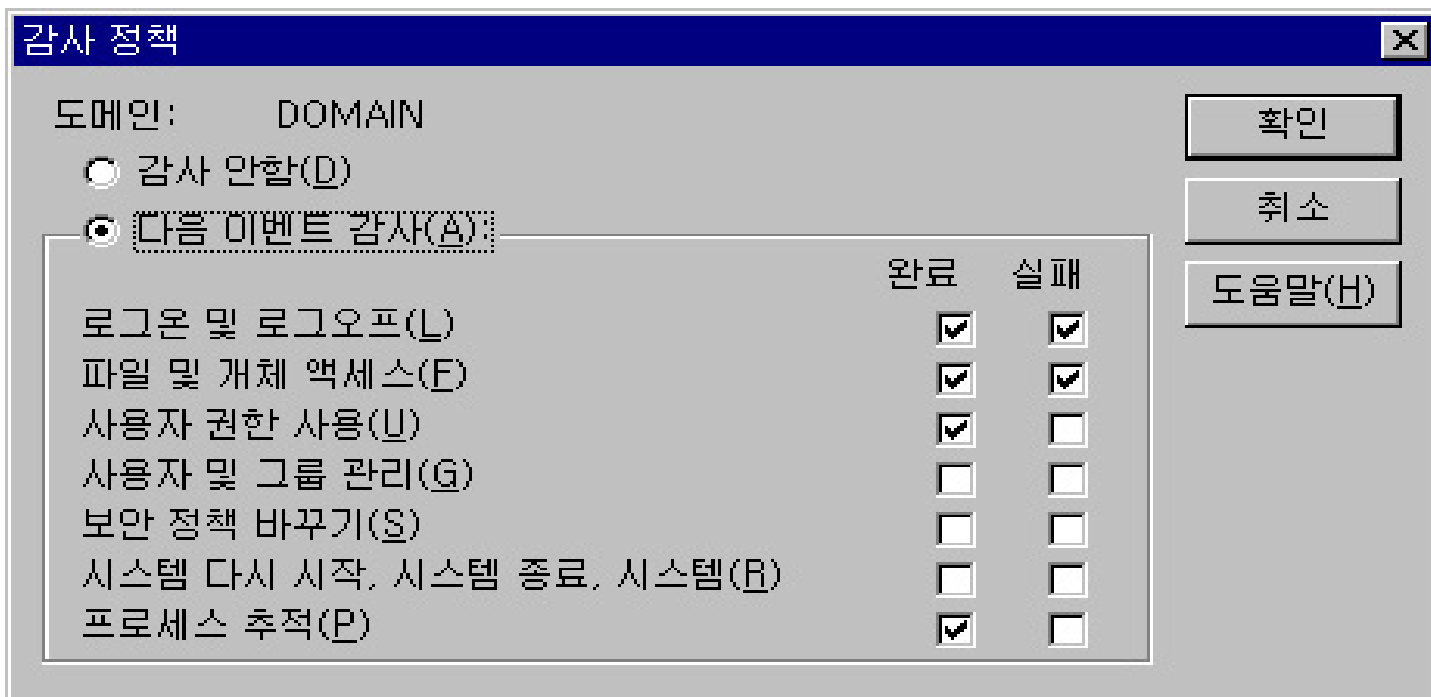 감사 정책
도메인: DOMAIN
감사 안함(D)
다음 이벤트 감사(A):
완료 실패
로그온 및 로그오프(L)
파일 및 개체 액세스(F)
사용자 권한 사용(U)
사용자 및 그룹 관리(G)
보안 정책 바꾸기(S)
시스템 다시 시작, 시스템 종료, 시스템(R)
프로세스 추적(P)
확인
취소
도움말(H)